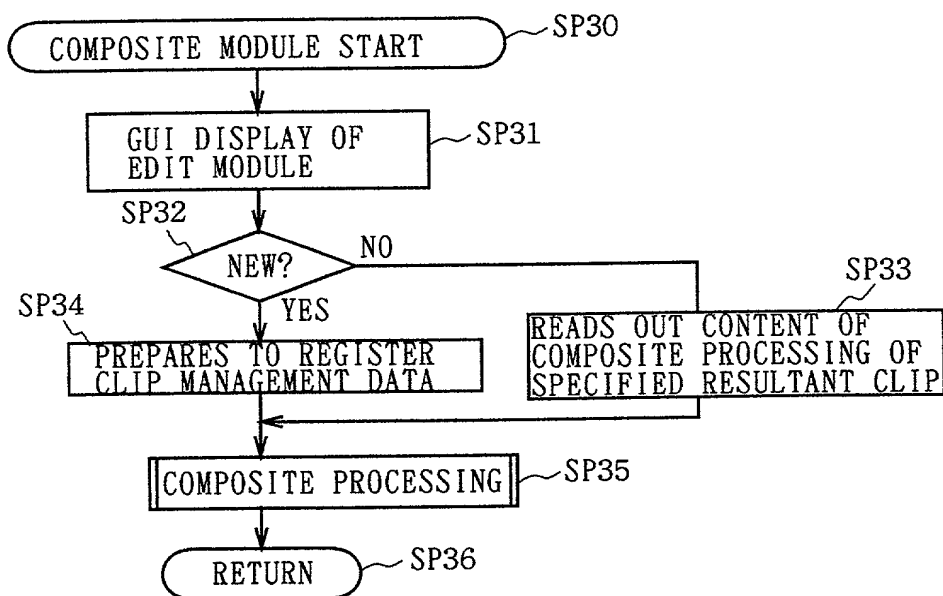 COMPOSITE MODULE START
SP30
GUI DISPLAY OF
EDIT MODULE
SP31
SP32
NEW?
NO
YES
SP33
READS OUT CONTENT OF
COMPOSITE PROCESSING OF
SPECIFIED RESULTANT CLIP
SP34
PREPARES TO REGISTER
CLIP MANAGEMENT DATA
COMPOSITE PROCESSING
SP35
RETURN
SP36